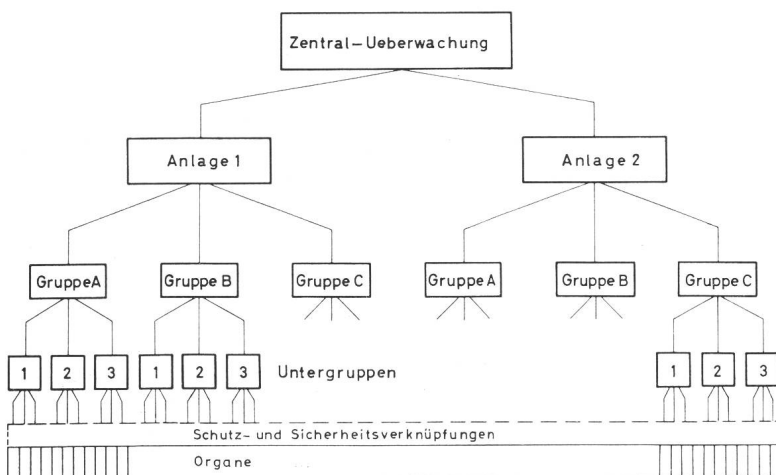 Zentral-Ueberwachung
Anlage 1 Anlage 2
Gruppe A Gruppe B Gruppe C Gruppe A Gruppe B Gruppe C
1 2 3 1 2 3 Untergruppen 1 2 3
Schutz- und Sicherheitsverknüpfungen
Organe